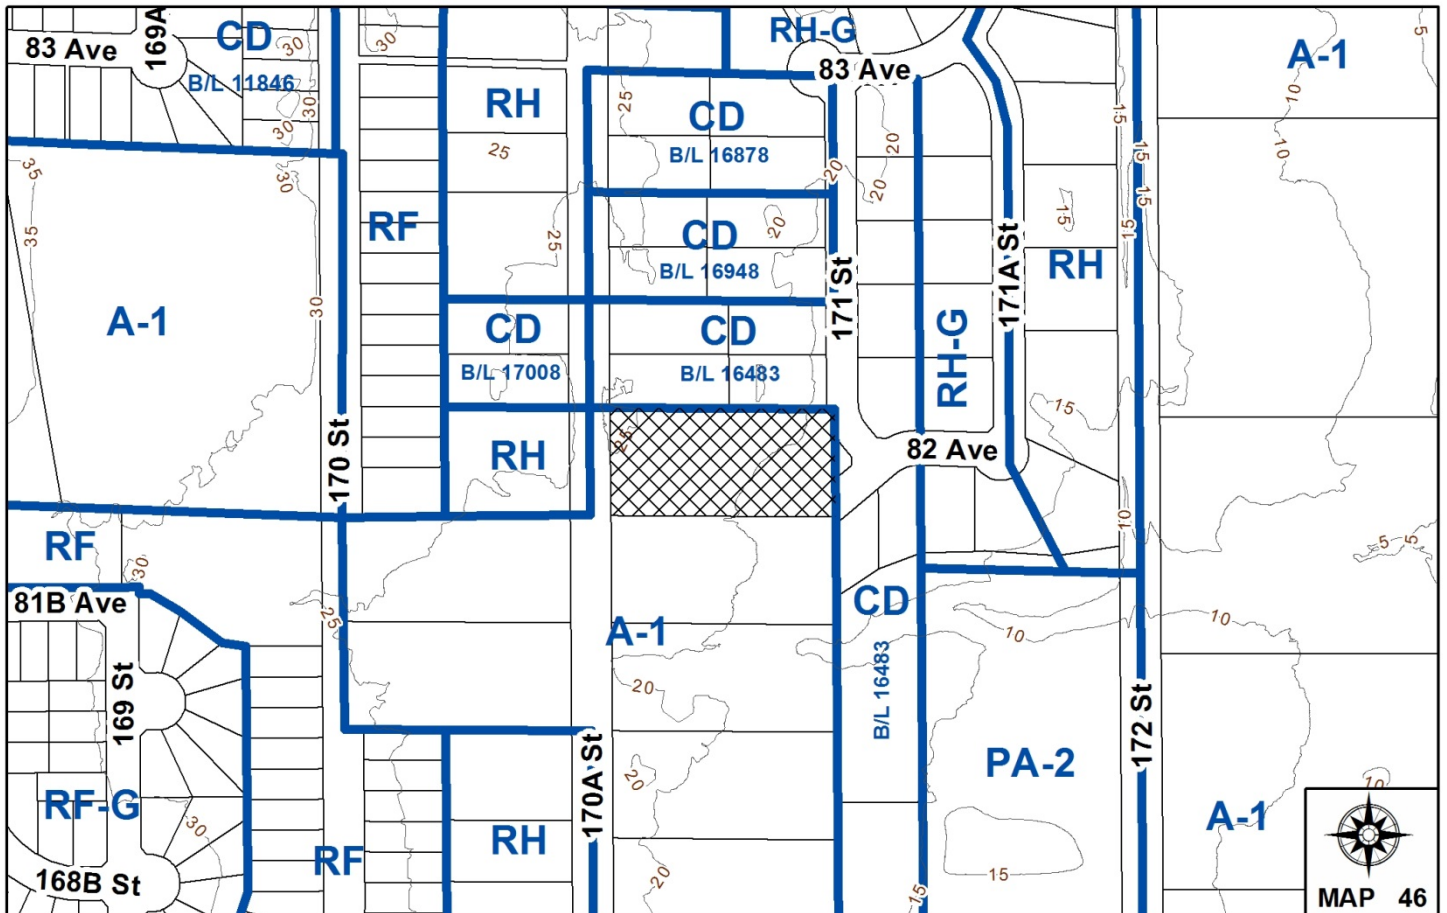 83 Ave
169A
CD
30
B/L 11846
30
30
30
RH-G
83 Ave
A-1
5
10
RH
25
25
CD
B/L 16878
20
15
10
35
30
RF
25
20
20
15
15
15
15
35
CD
B/L 16948
20
171A St
RH
A-1
30
CD
B/L 17008
CD
B/L 16483
171 St
RH-G
15
170 St
RH
25
82 Ave
RF
30
10
5
5
81B Ave
25
A-1
CD
B/L 16483
10
10
169 St
20
172 St
RF-G
30
170A St
20
PA-2
10
A-1
RF
RH
168B St
20
15
15
MAP 46